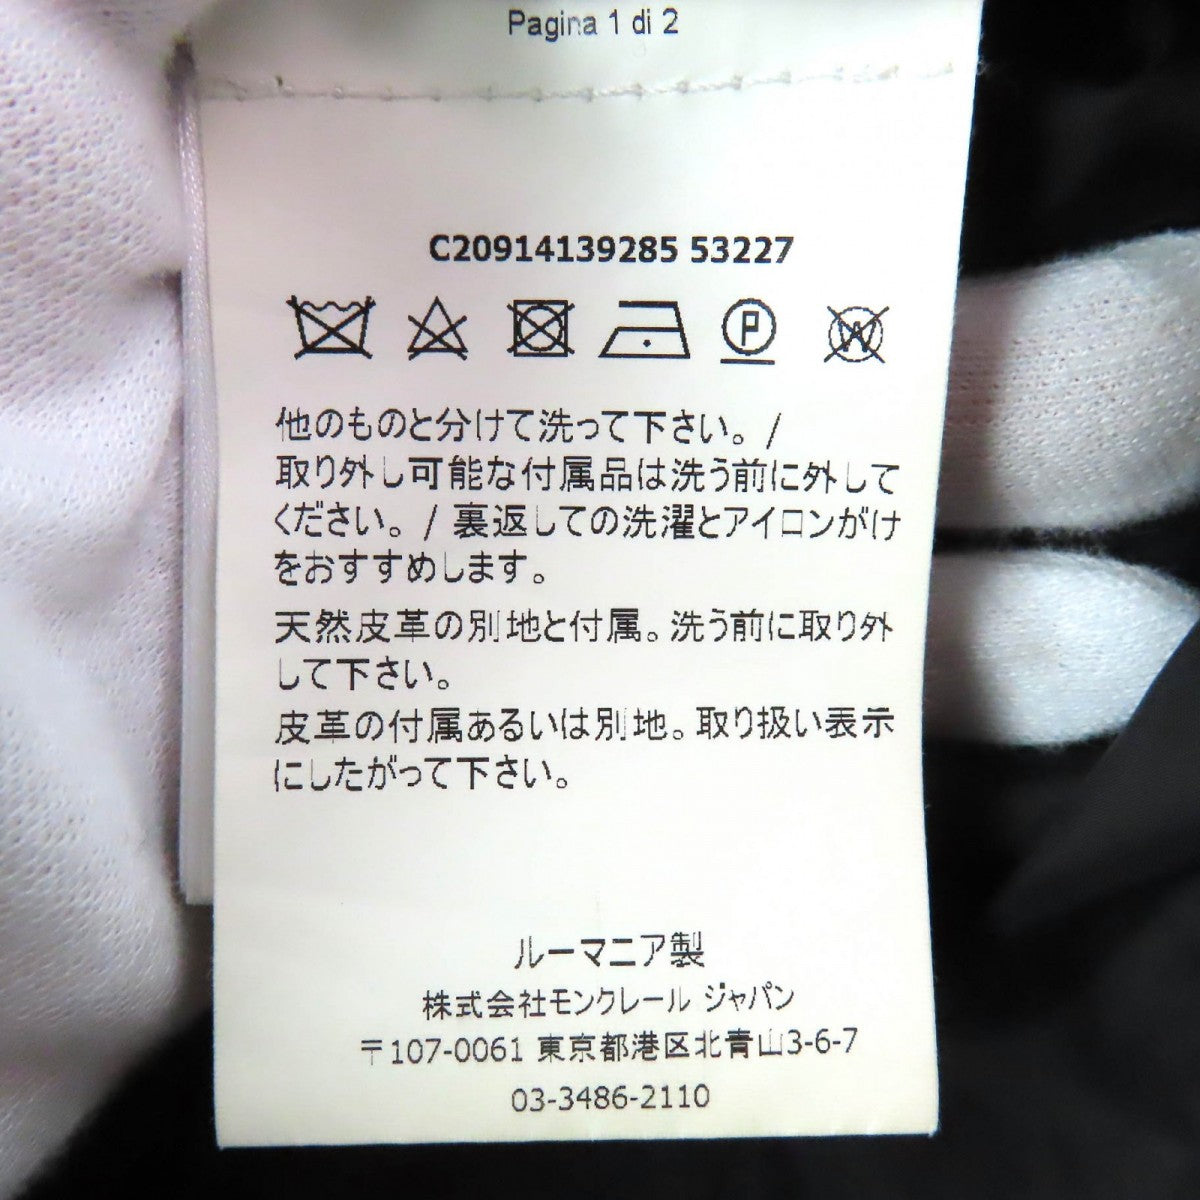 Pagina 1 di 2
C20914139285 53227
P W
他のものと分けて洗って下さい。/
取り外し可能な付属品は洗う前に外して
ください。/ 裏返しての洗濯とアイロンがけ
をおすすめします。
天然皮革の別地と付属。洗う前に取り外
して下さい。
皮革の付属あるいは別地。取り扱い表示
にしたがって下さい。
ルーマニア製
株式会社モンクレール ジャパン
〒107-0061 東京都港区北青山3-6-7
03-3486-2110